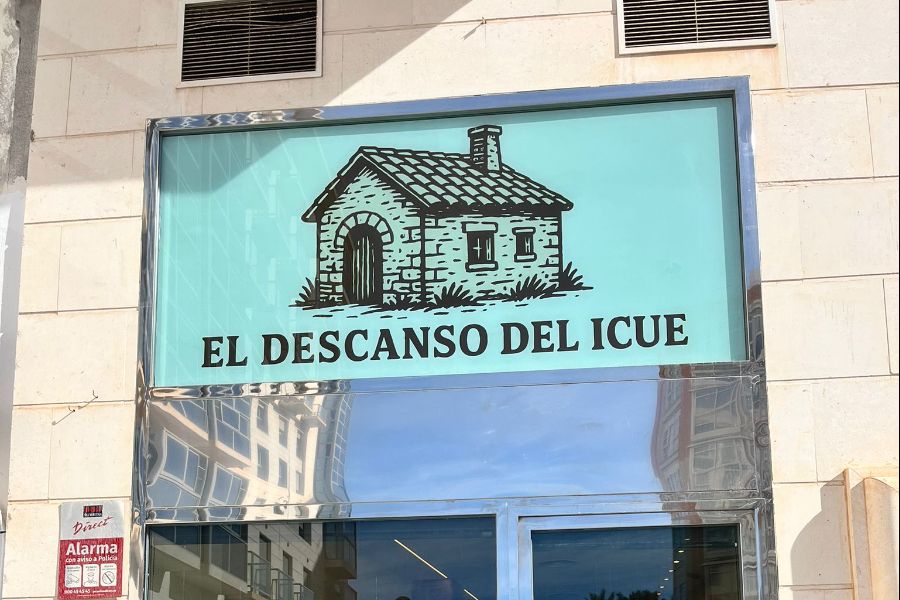 EL DESCANSO DEL ICUE
Direct
Alarma
con aviso a Policía